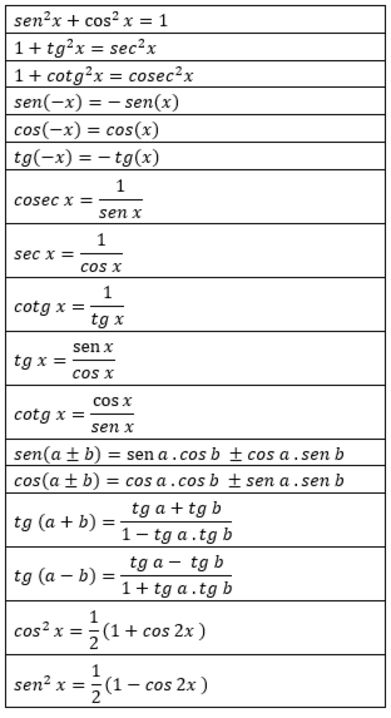 sen²x + cos²x = 1
1 + tg²x = sec²x
1 + cotg²x = cosec²x
sen(−x) = − sen(x)
cos(−x) = cos(x)
tg(−x) = − tg(x)
cosec x = 1/sen x
sec x = 1/cos x
cotg x = 1/tg x
tg x = sen x/cos x
cotg x = cos x/sen x
sen(a ± b) = sen a . cos b ± cos a . sen b
cos(a ± b) = cos a . cos b ± sen a . sen b
tg (a + b) = (tg a + tg b)/(1 − tg a . tg b)
tg (a − b) = (tg a − tg b)/(1 + tg a . tg b)
cos² x = 1/2 (1 + cos 2x )
sen² x = 1/2 (1 − cos 2x )